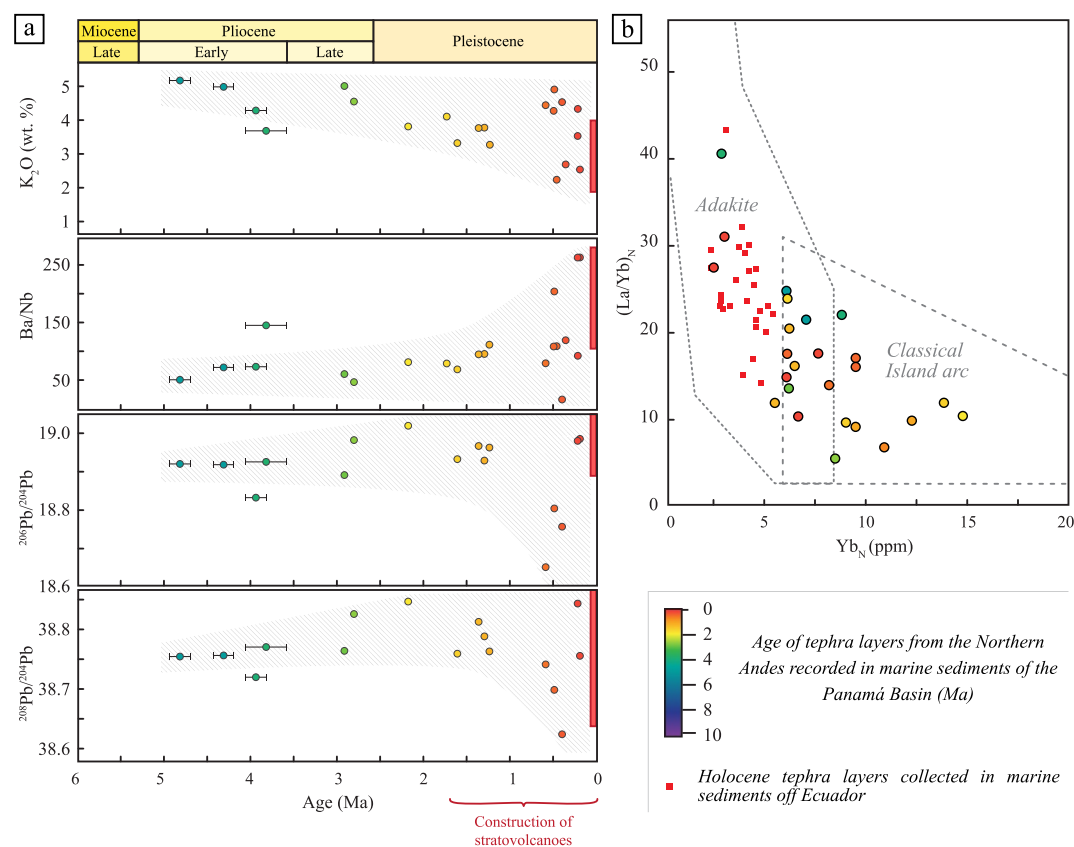 a
Miocene
Pliocene
Pleistocene
Late
Early
Late
K2O (wt. %)
5
4
3
2
1
Ba/Nb
250
150
50
206Pb/204Pb
19.0
18.8
18.6
208Pb/204Pb
38.8
38.7
38.6
6
5
4
3
2
1
0
Age (Ma)
Construction of
stratovolcanoes
b
(La/Yb)N
50
40
30
20
10
0
Adakite
Classical
Island arc
0
5
10
15
20
YbN (ppm)
0
2
4
6
8
10
Age of tephra layers from the Northern
Andes recorded in marine sediments of the
Panamá Basin (Ma)
Holocene tephra layers collected in marine
sediments off Ecuador